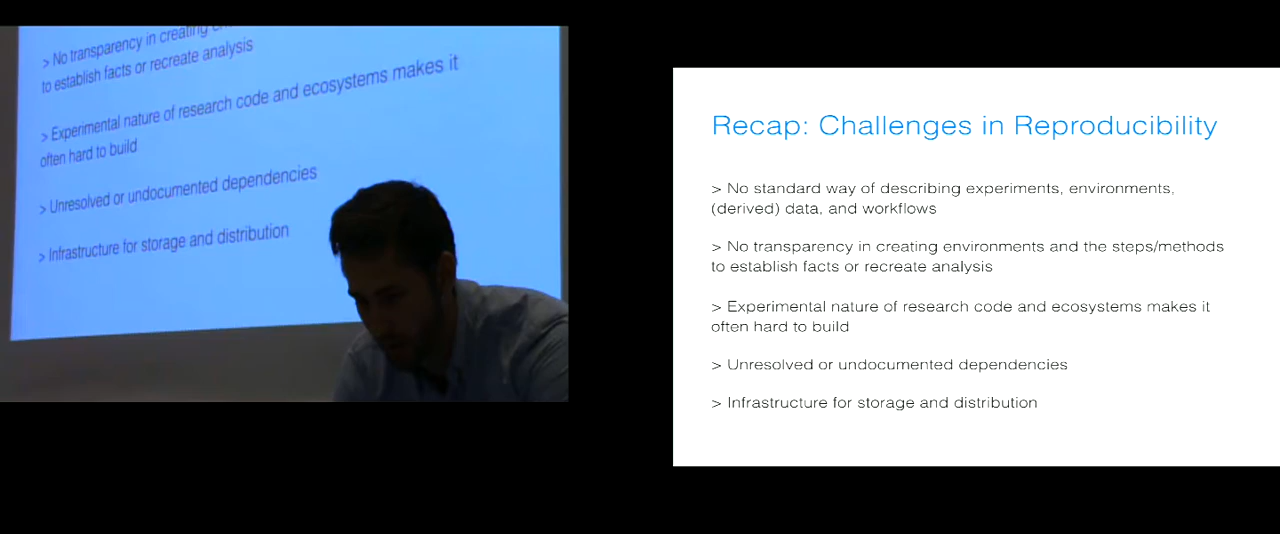 > No transparency in creating
to establish facts or recreate analysis
> Experimental nature of research code and ecosystems makes it
often hard to build
> Unresolved or undocumented dependencies
> Infrastructure for storage and distribution
Recap: Challenges in Reproducibility
> No standard way of describing experiments, environments,
(derived) data, and workflows
> No transparency in creating environments and the steps/methods
to establish facts or recreate analysis
> Experimental nature of research code and ecosystems makes it
often hard to build
> Unresolved or undocumented dependencies
> Infrastructure for storage and distribution